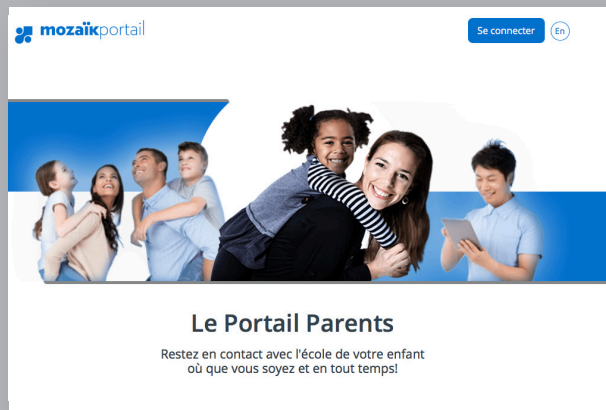 mozaïkportail
Se connecter
En
Le Portail Parents
Restez en contact avec l'école de votre enfant
où que vous soyez et en tout temps!